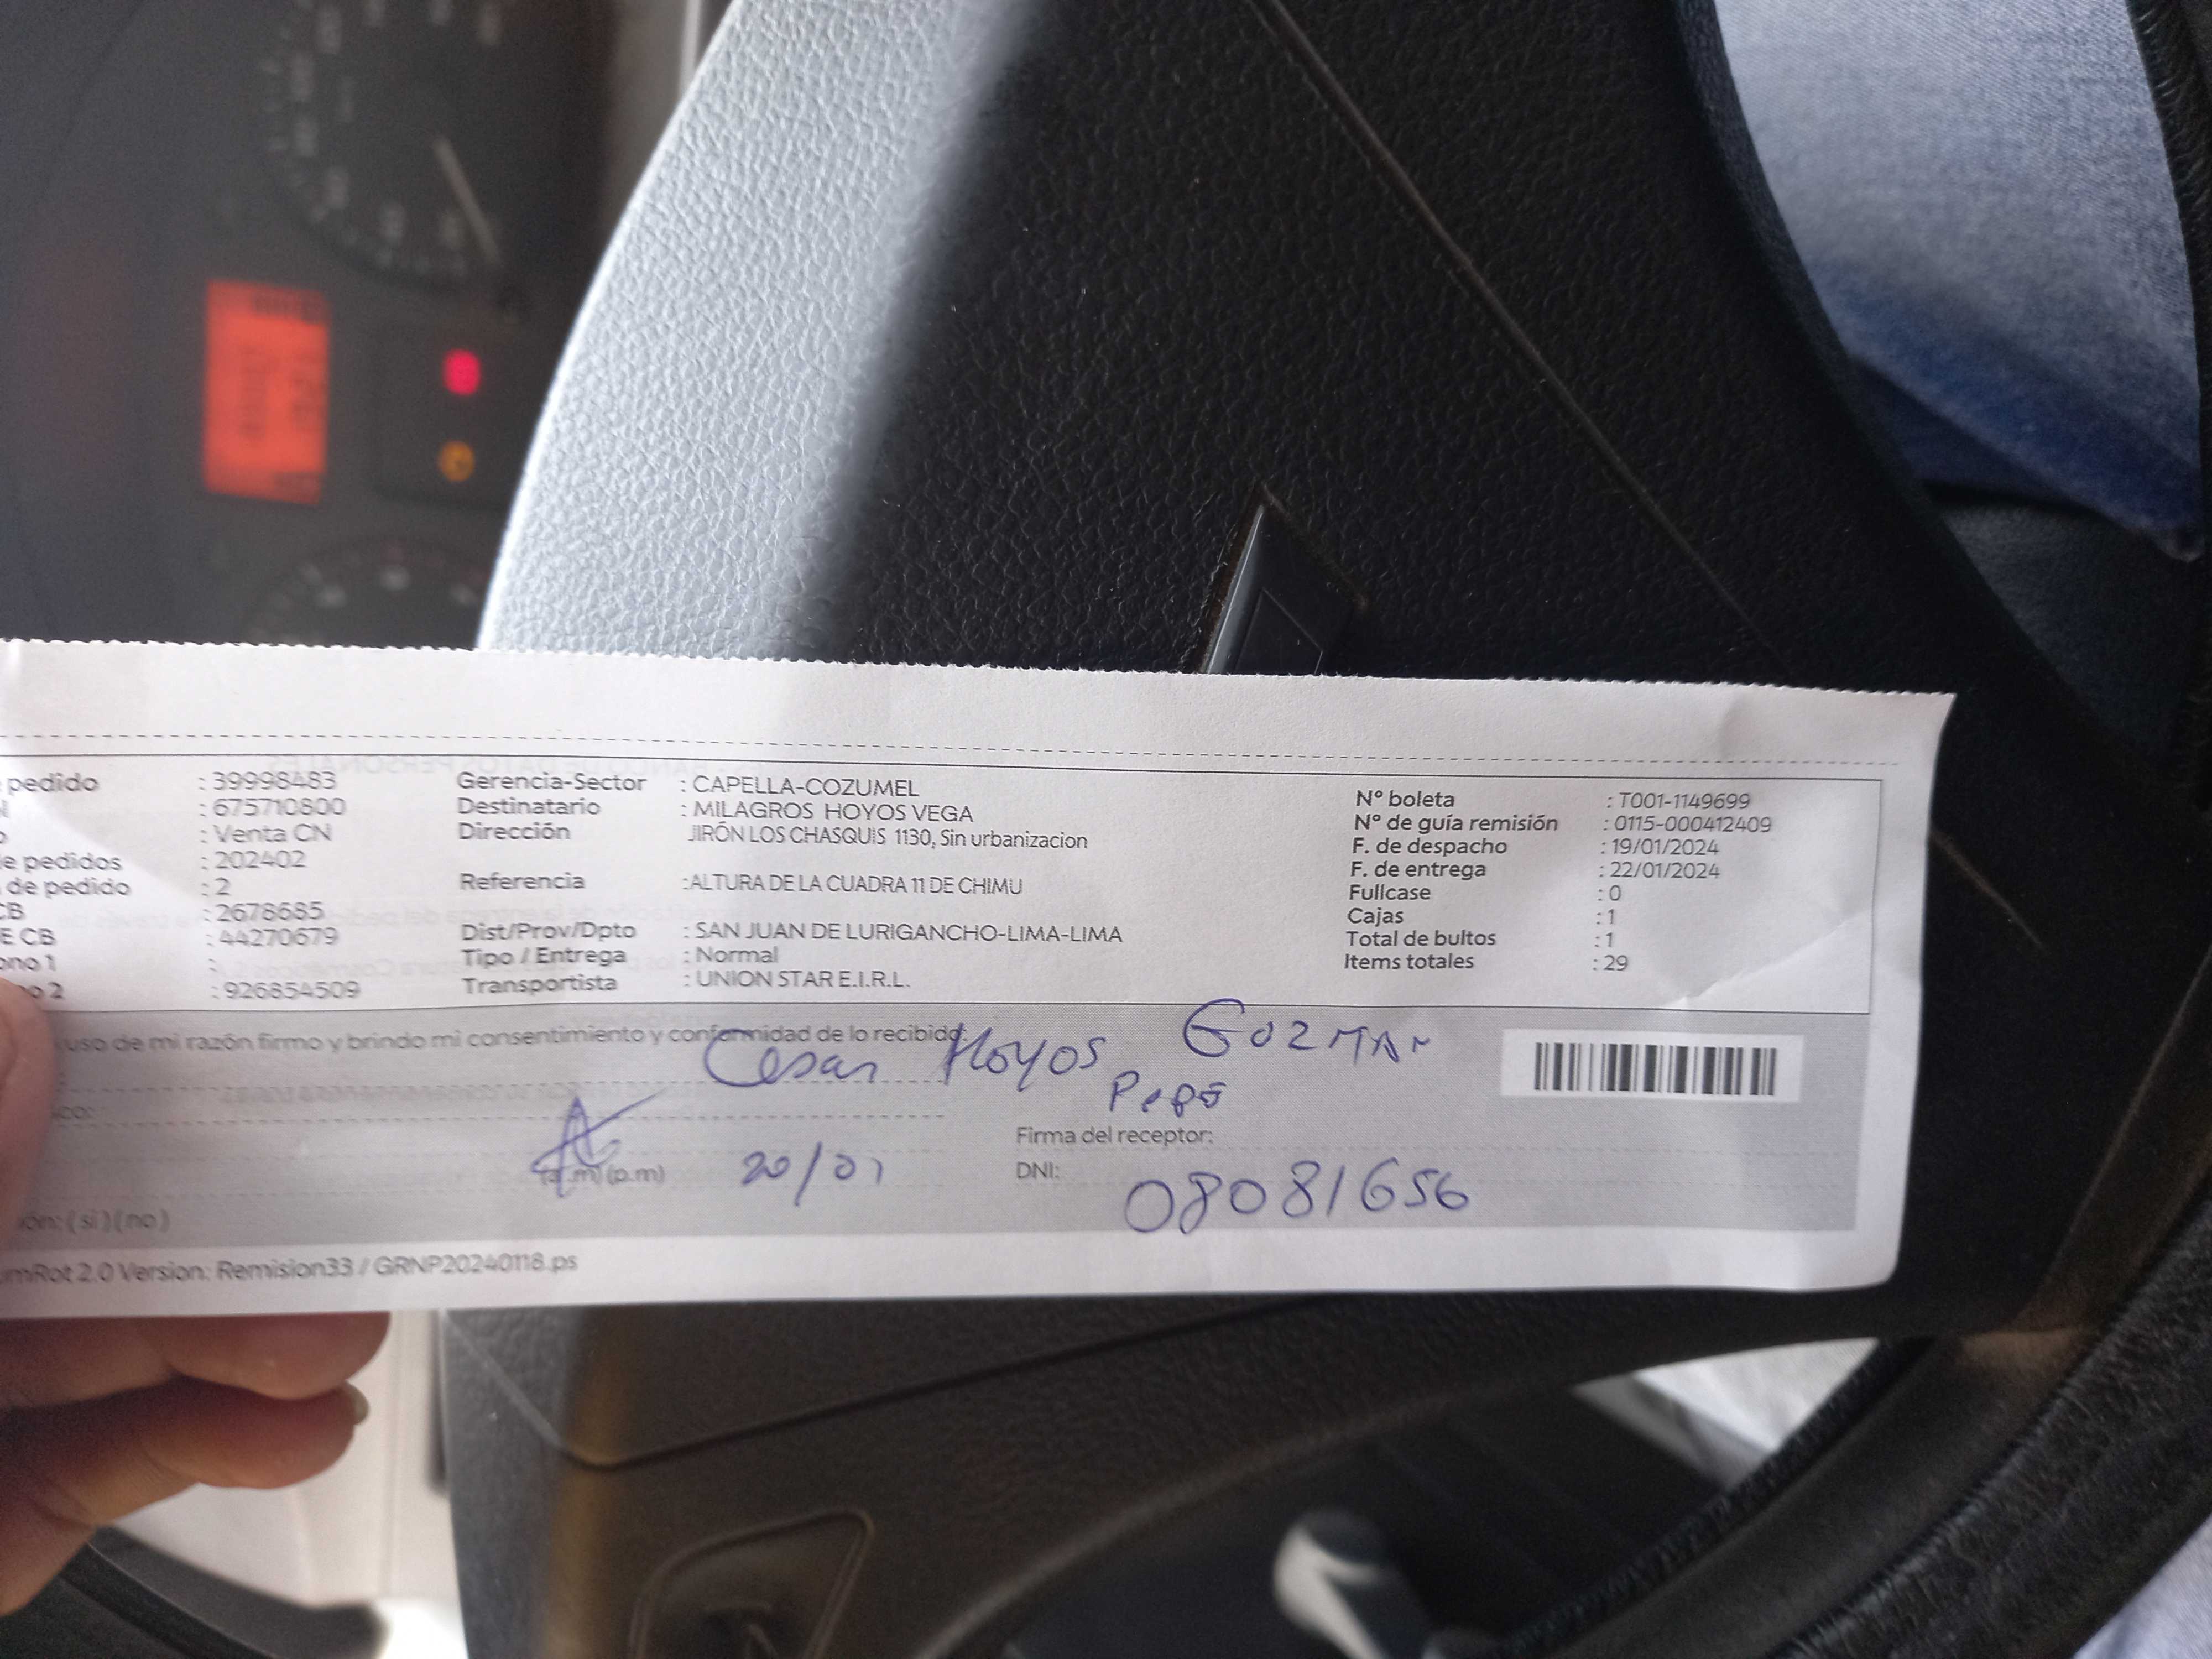 pedido : 39998483
: 675710800
: Venta CN
e pedidos : 202402
de pedido : 2
CB : 2678685
E CB : 44270679
ono 1 :
o 2 : 926854509
Gerencia-Sector : CAPELLA-COZUMEL
Destinatario : MILAGROS HOYOS VEGA
Dirección JIRÓN LOS CHASQUIS 1130, Sin urbanizacion
Referencia :ALTURA DE LA CUADRA 11 DE CHIMU
Dist/Prov/Dpto : SAN JUAN DE LURIGANCHO-LIMA-LIMA
Tipo / Entrega : Normal
Transportista : UNION STAR E.I.R.L.
Nº boleta : T001-1149699
Nº de guía remisión : 0115-000412409
F. de despacho : 19/01/2024
F. de entrega : 22/01/2024
Fullcase : 0
Cajas : 1
Total de bultos : 1
Items totales : 29
uso de mi razón firmo y brindo mi consentimiento y conformidad de lo recibido:
Cesar Hoyos GOZMAN
co:
Firma del receptor:
(a.m) (p.m) 20/01
DNI: 08081656
ión: (si) (no)
mRot 2.0 Version: Remision33 / GRNP20240118.ps